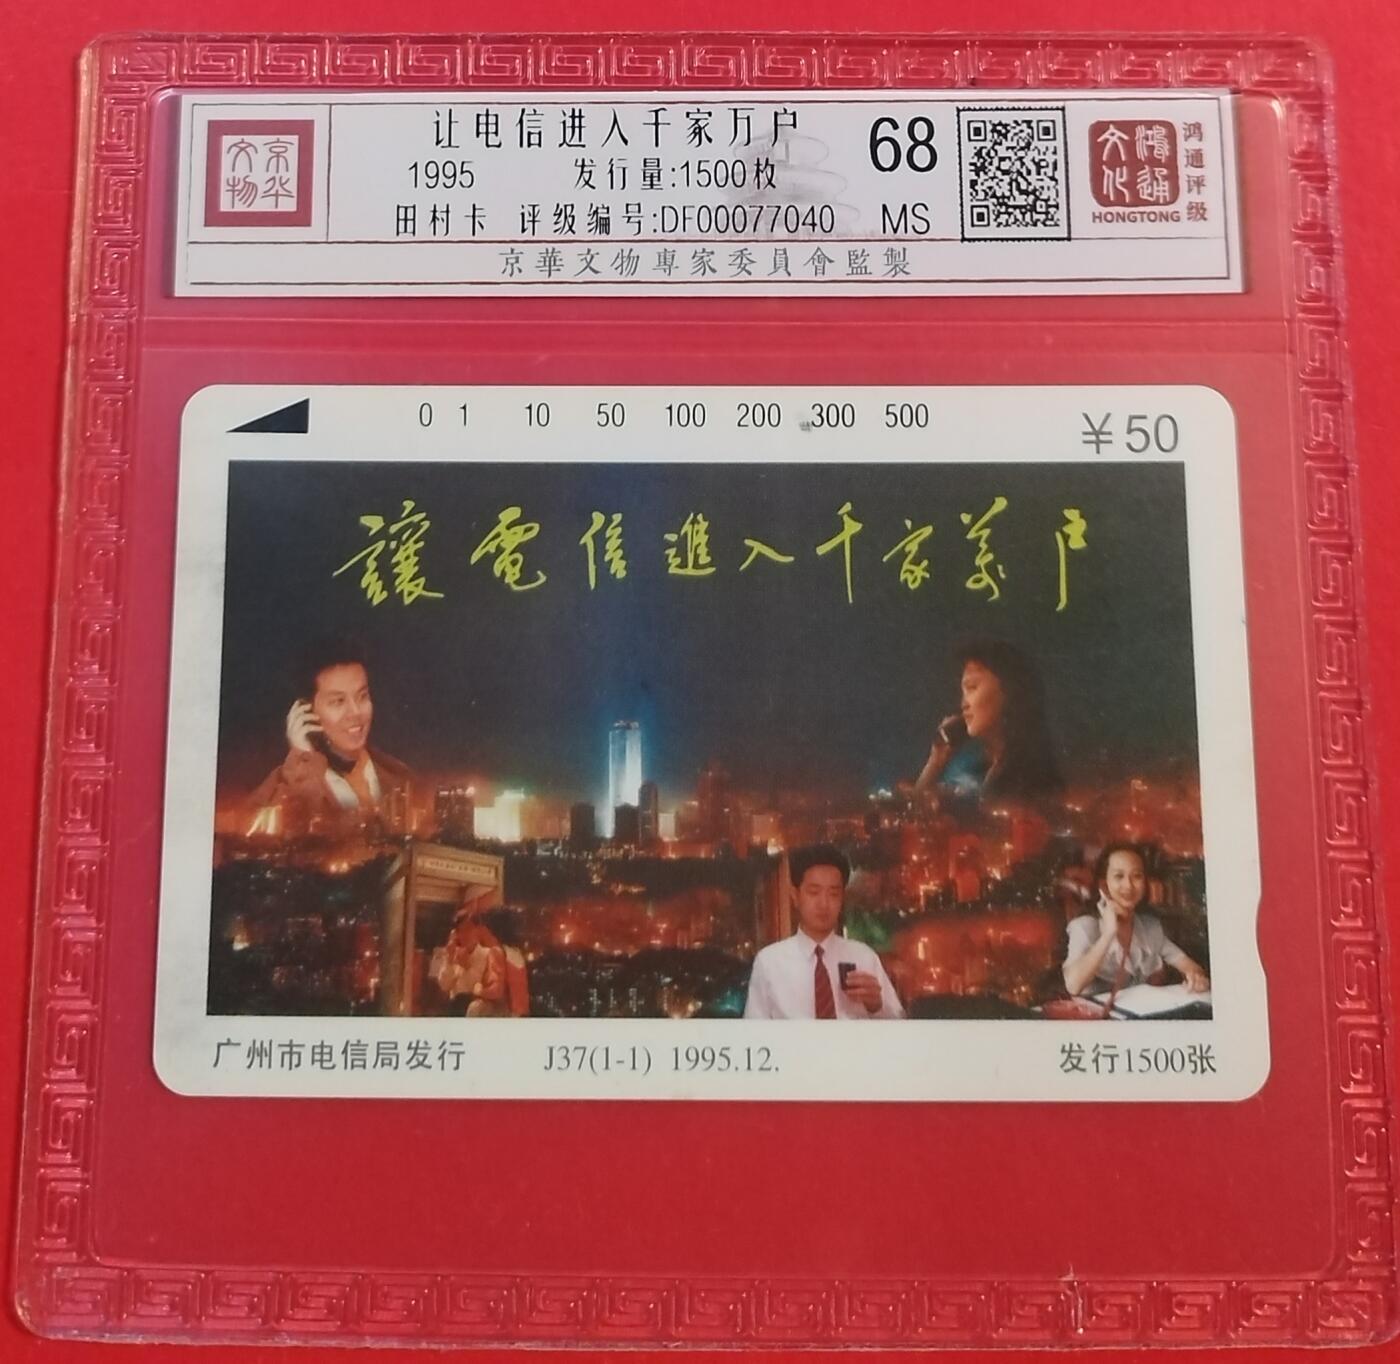 京华文物
让电信进入千家万户
1995 发行量:1500枚
田村卡 评级编号:DF00077040
68
MS
鸿通文化
HONGTONG
鸿通评级
京華文物專家委員會監製
0 1 10 50 100 200 300 500
¥50
讓電信進入千家萬戶
广州市电信局发行 J37(1-1) 1995.12. 发行1500张